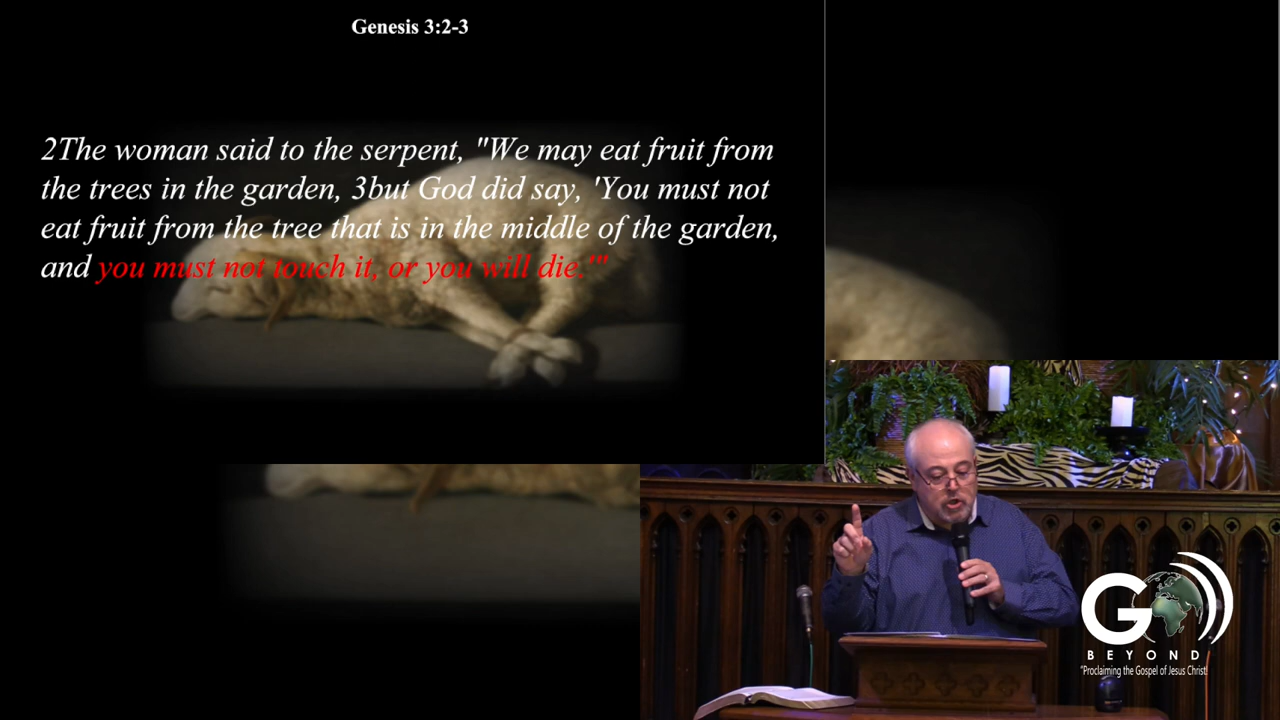 Genesis 3:2-3
2The woman said to the serpent, "We may eat fruit from
the trees in the garden, 3but God did say, 'You must not
eat fruit from the tree that is in the middle of the garden,
and you must not touch it, or you will die.'"
GO
BEYOND
"Proclaiming the Gospel of Jesus Christ!